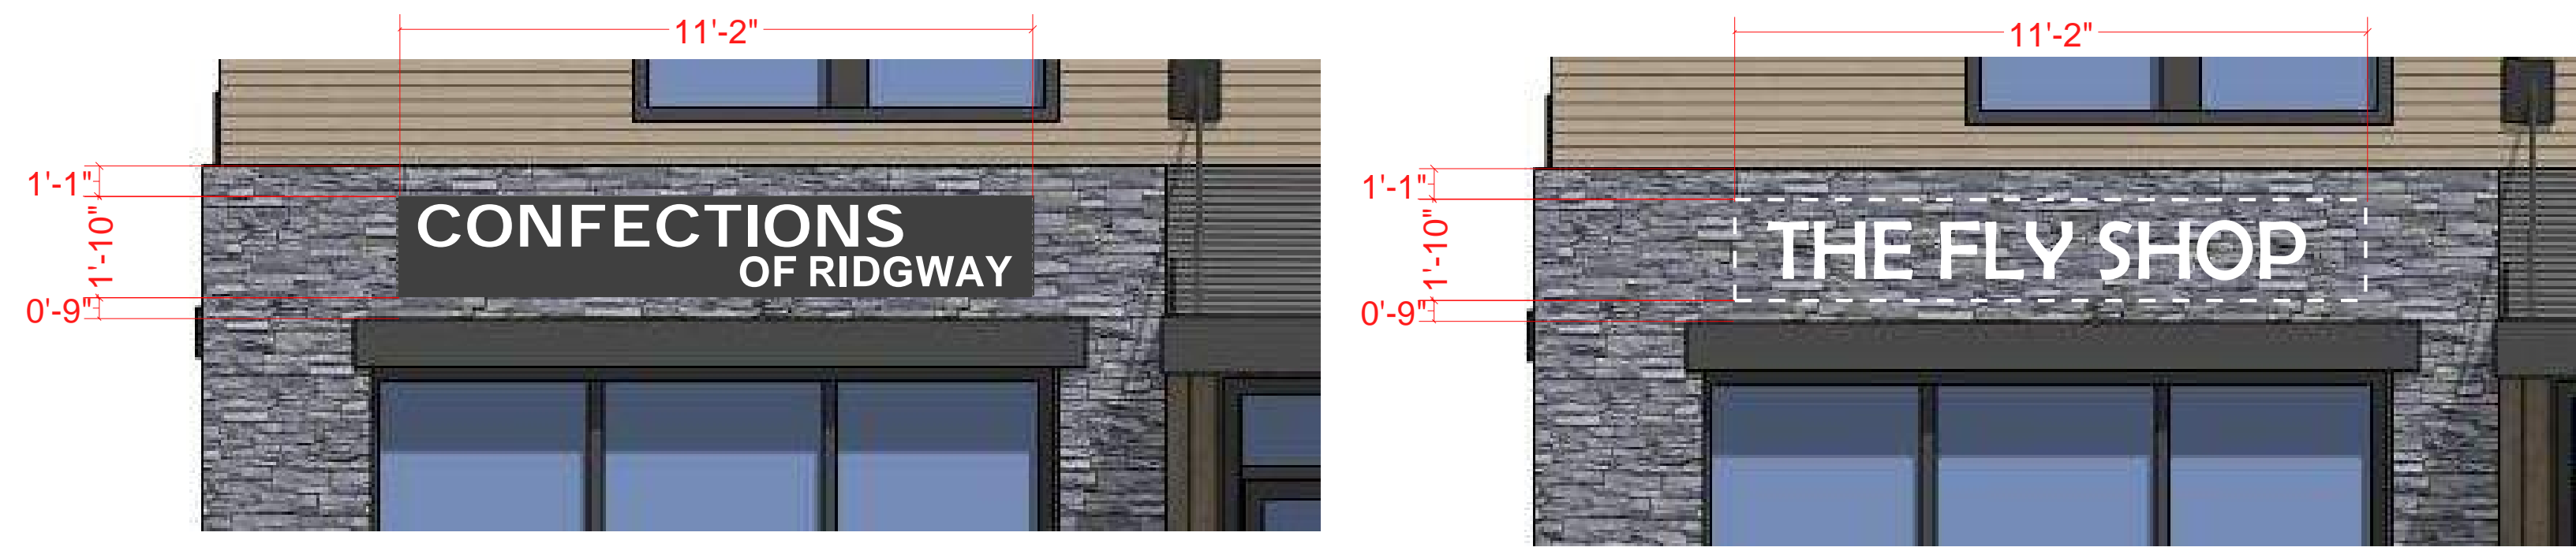 11'-2"
1'-1"
1'-10"
0'-9"
CONFECTIONS
OF RIDGWAY
11'-2"
1'-1"
1'-10"
0'-9"
THE FLY SHOP